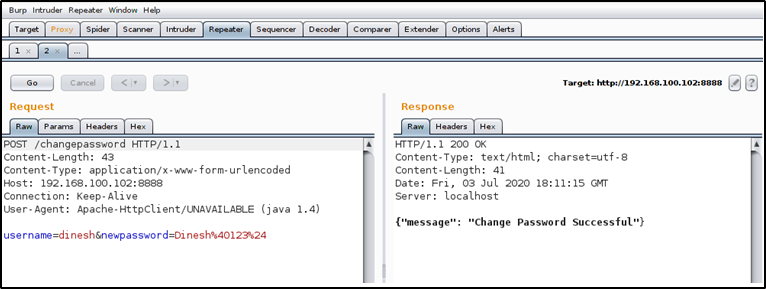 Burp Intruder Repeater Window Help
Target Proxy Spider Scanner Intruder Repeater Sequencer Decoder Comparer Extender Options Alerts
1 × 2 × ...
Go Cancel < > Target: http://192.168.100.102:8888 ?
Request
Raw Params Headers Hex
POST /changepassword HTTP/1.1
Content-Length: 43
Content-Type: application/x-www-form-urlencoded
Host: 192.168.100.102:8888
Connection: Keep-Alive
User-Agent: Apache-HttpClient/UNAVAILABLE (java 1.4)
username=dinesh&newpassword=Dinesh%40123%24
Response
Raw Headers Hex
HTTP/1.1 200 OK
Content-Type: text/html; charset=utf-8
Content-Length: 41
Date: Fri, 03 Jul 2020 18:11:15 GMT
Server: localhost
{"message": "Change Password Successful"}